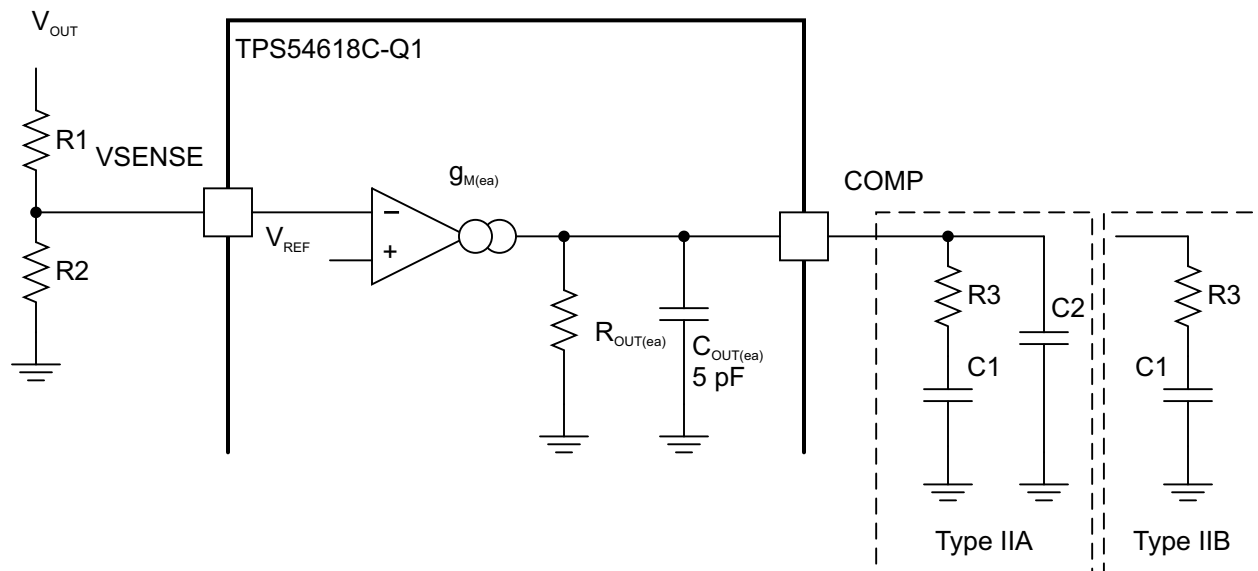 V_OUT
TPS54618C-Q1
R1
VSENSE
g_M(ea)
COMP
V_REF
−
+
R2
R_OUT(ea)
C_OUT(ea)
5 pF
R3
C2
C1
R3
C1
Type IIA
Type IIB